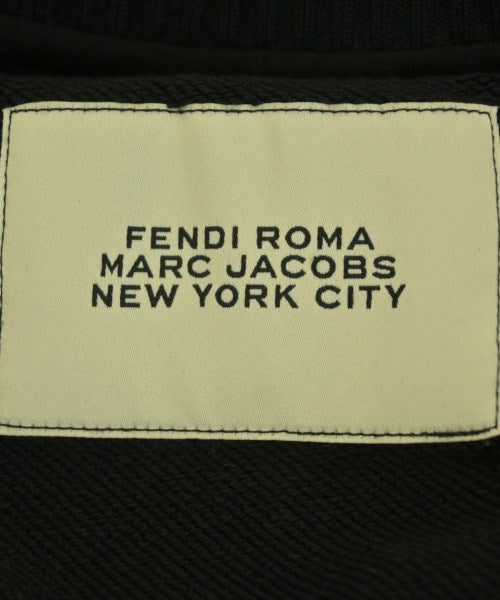 FENDI ROMA
MARC JACOBS
NEW YORK CITY